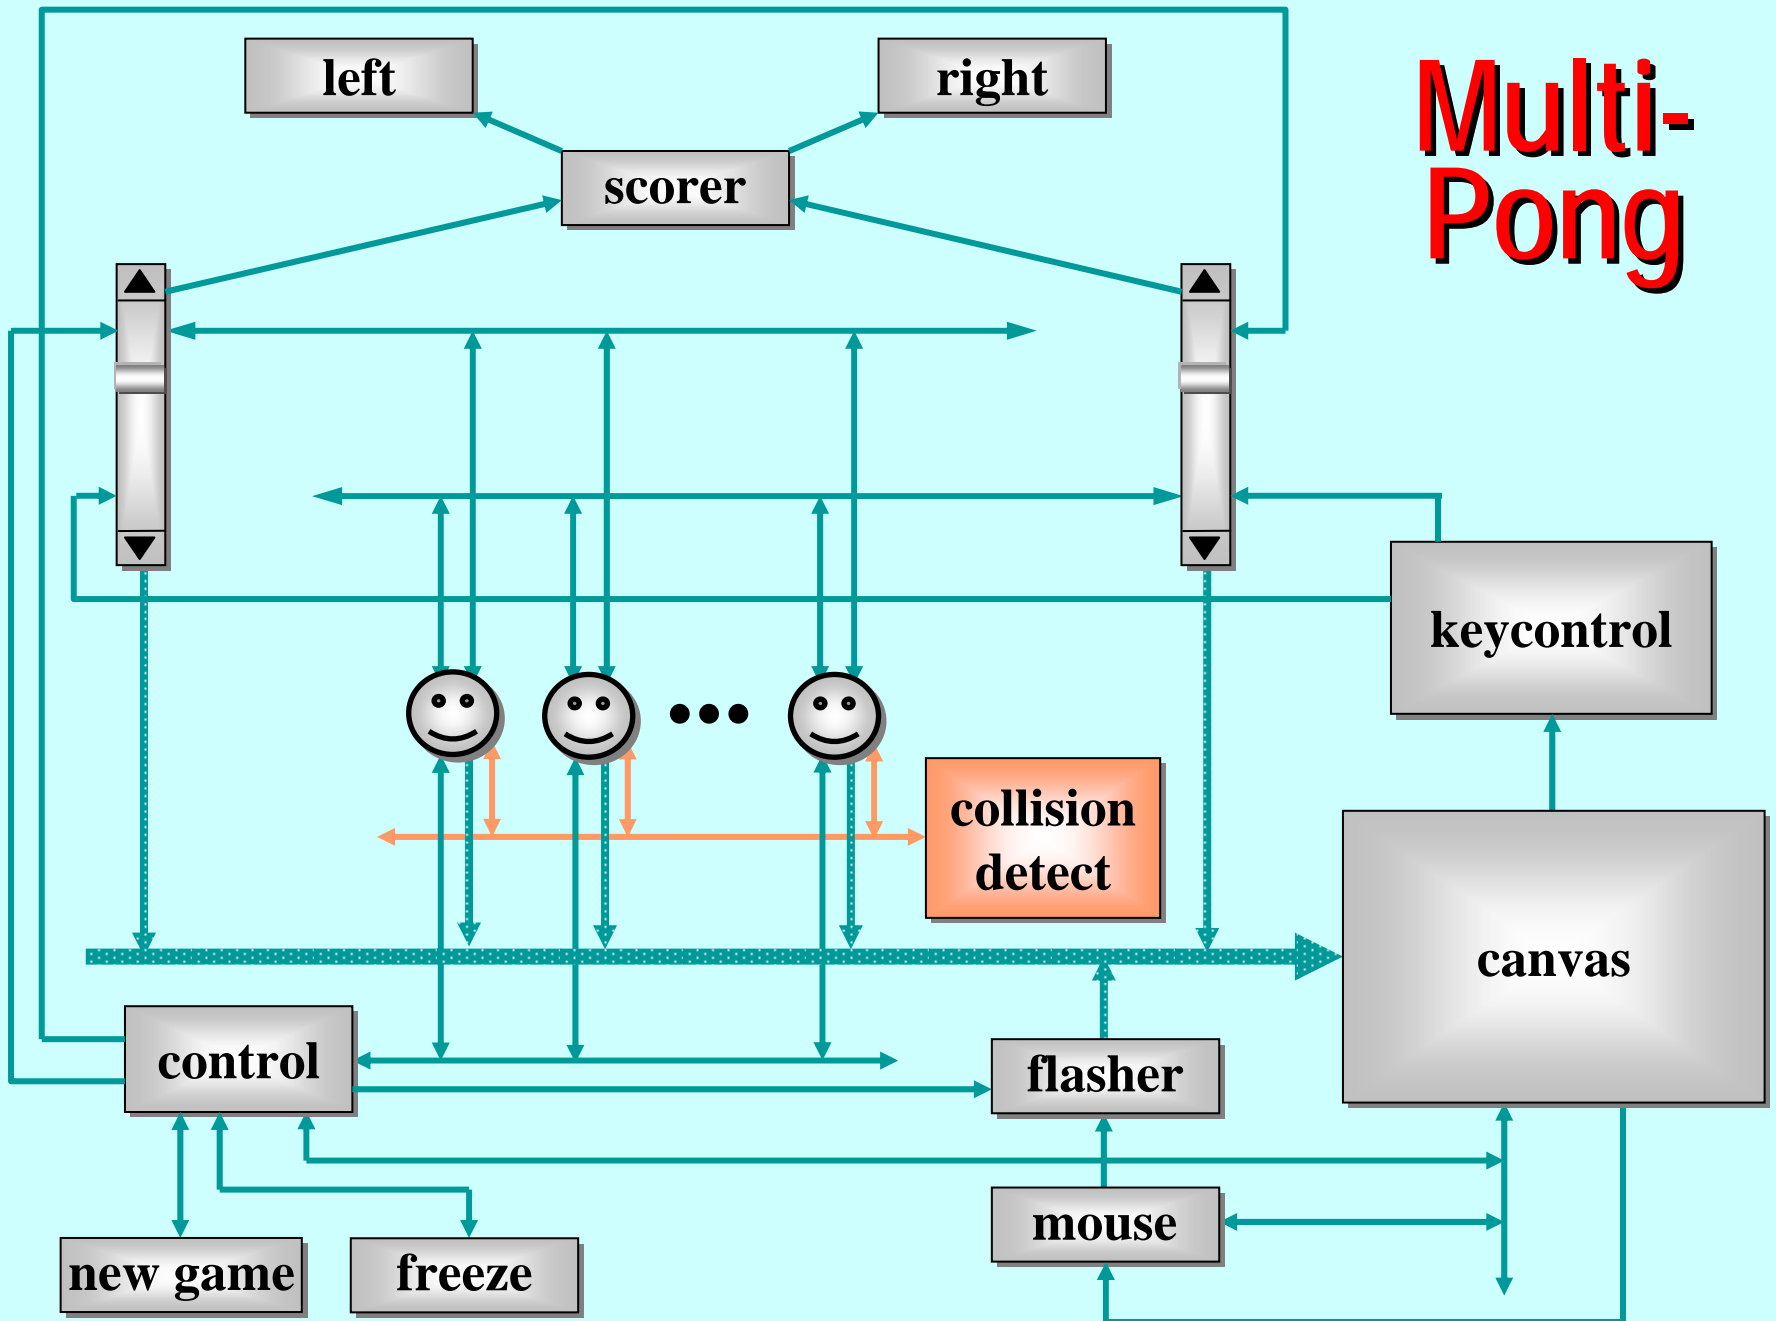 Multi-
Pong
left
right
scorer
keycontrol
collision
detect
canvas
control
flasher
mouse
new game
freeze